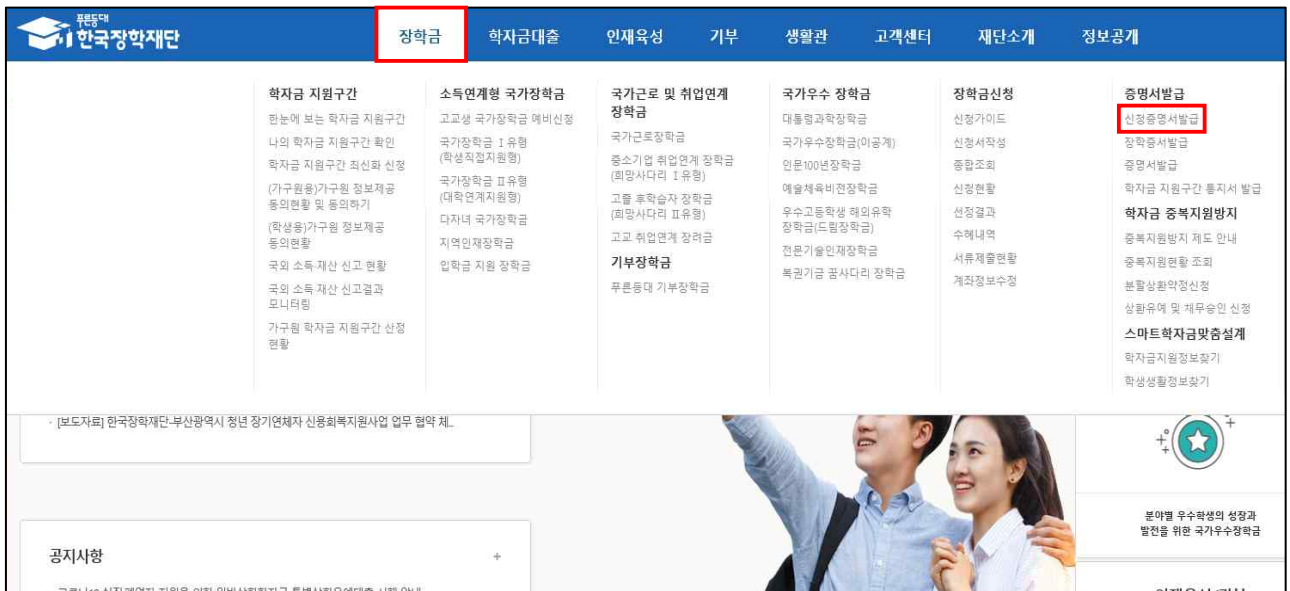 푸른등대
한국장학재단
장학금
학자금대출
인재육성
기부
생활관
고객센터
재단소개
정보공개
학자금 지원구간
한눈에 보는 학자금 지원구간
나의 학자금 지원구간 확인
학자금 지원구간 최신화 신청
(가구원용)가구원 정보제공
동의현황 및 동의하기
(학생용)가구원 정보제공
동의현황
국외 소득·재산 신고 현황
국외 소득·재산 신고결과
모니터링
가구원 학자금 지원구간 산정
현황
소득연계형 국가장학금
고교생 국가장학금 예비신청
국가장학금 Ⅰ유형
(학생직접지원형)
국가장학금 Ⅱ유형
(대학연계지원형)
다자녀 국가장학금
지역인재장학금
입학금 지원 장학금
국가근로 및 취업연계
장학금
국가근로장학금
중소기업 취업연계 장학금
(희망사다리 Ⅰ유형)
고졸 후학습자 장학금
(희망사다리 Ⅱ유형)
고교 취업연계 장려금
기부장학금
푸른등대 기부장학금
국가우수 장학금
대통령과학장학금
국가우수장학금(이공계)
인문100년장학금
예술체육비전장학금
우수고등학생 해외유학
장학금(드림장학금)
전문기술인재장학금
복권기금 꿈사다리 장학금
장학금신청
신청가이드
신청서작성
종합조회
신청현황
선정결과
수혜내역
서류제출현황
계좌정보수정
증명서발급
신청증명서발급
장학증서발급
증명서발급
학자금 지원구간 통지서 발급
학자금 중복지원방지
중복지원방지 제도 안내
중복지원현황 조회
분할상환약정신청
상환유예 및 채무승인 신청
스마트학자금맞춤설계
학자금지원정보찾기
학생생활정보찾기
· [보도자료] 한국장학재단-부산광역시 청년 장기연체자 신용회복지원사업 업무 협약 체...
분야별 우수학생의 성장과
발전을 위한 국가우수장학금
공지사항
+